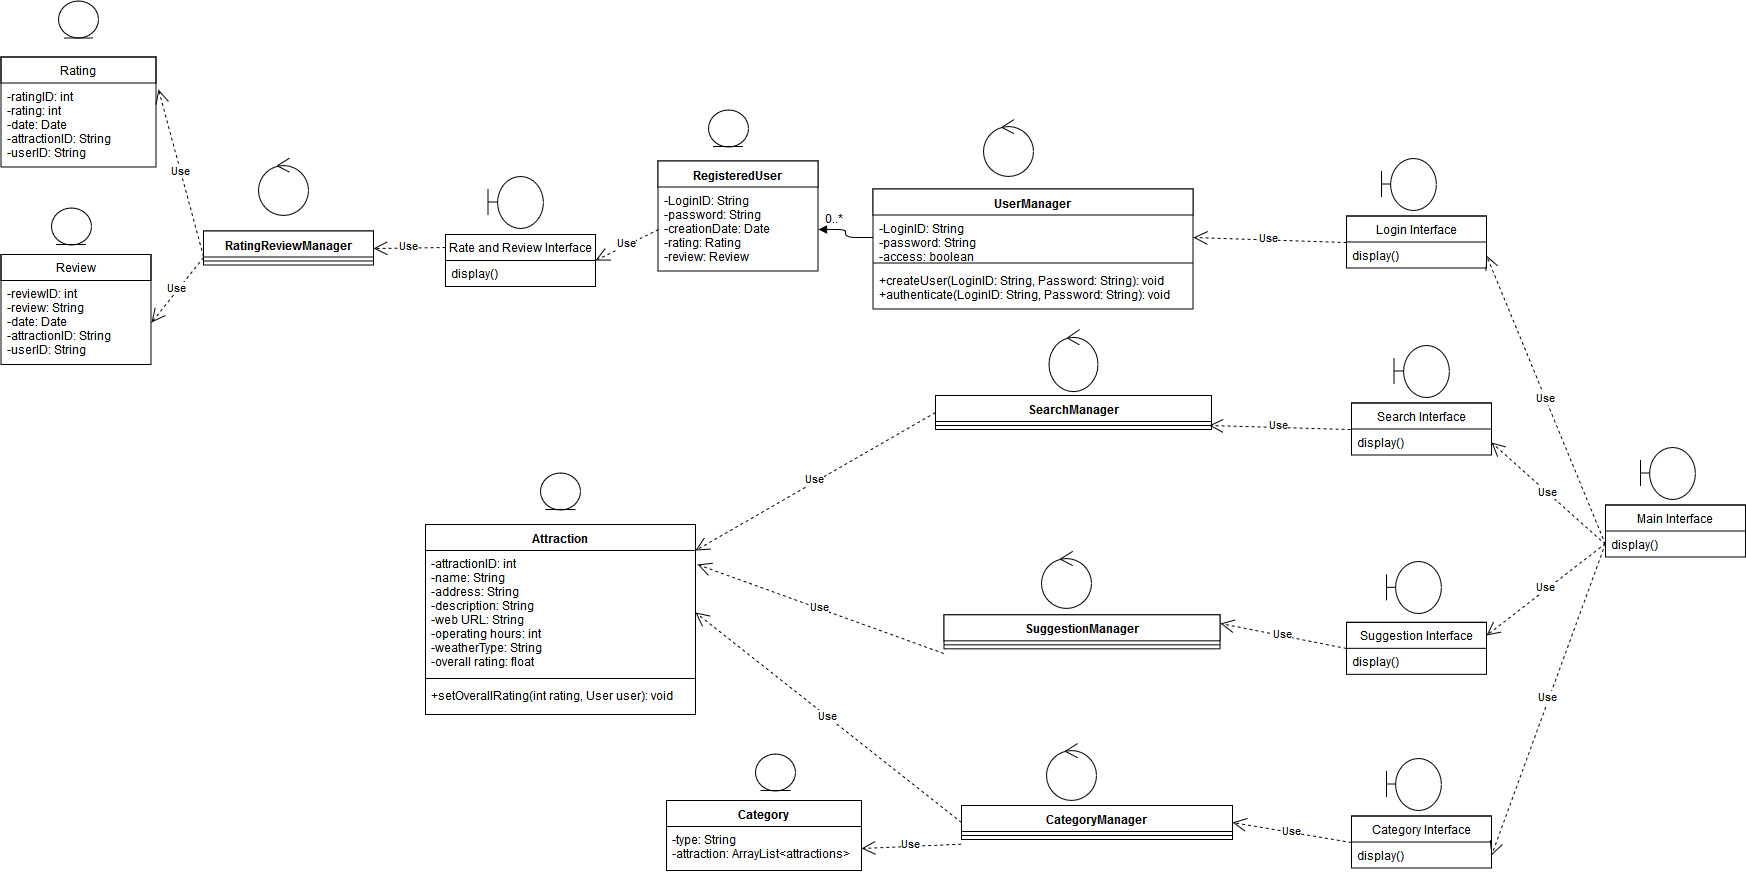 Rating
-ratingID: int
-rating: int
-date: Date
-attractionID: String
-userID: String
Use
Review
-reviewID: int
-review: String
-date: Date
-attractionID: String
-userID: String
Use
RatingReviewManager
Use
Rate and Review Interface
display()
Use
RegisteredUser
-LoginID: String
-password: String
-creationDate: Date
-rating: Rating
-review: Review
0..*
UserManager
-LoginID: String
-password: String
-access: boolean
+createUser(LoginID: String, Password: String): void
+authenticate(LoginID: String, Password: String): void
Use
Login Interface
display()
Use
SearchManager
Use
Search Interface
display()
Use
Main Interface
display()
Use
Attraction
-attractionID: int
-name: String
-address: String
-description: String
-web URL: String
-operating hours: int
-weatherType: String
-overall rating: float
+setOverallRating(int rating, User user): void
Use
SuggestionManager
Use
Suggestion Interface
display()
Use
Use
Use
Category
-type: String
-attraction: ArrayList<attractions>
Use
CategoryManager
Use
Category Interface
display()